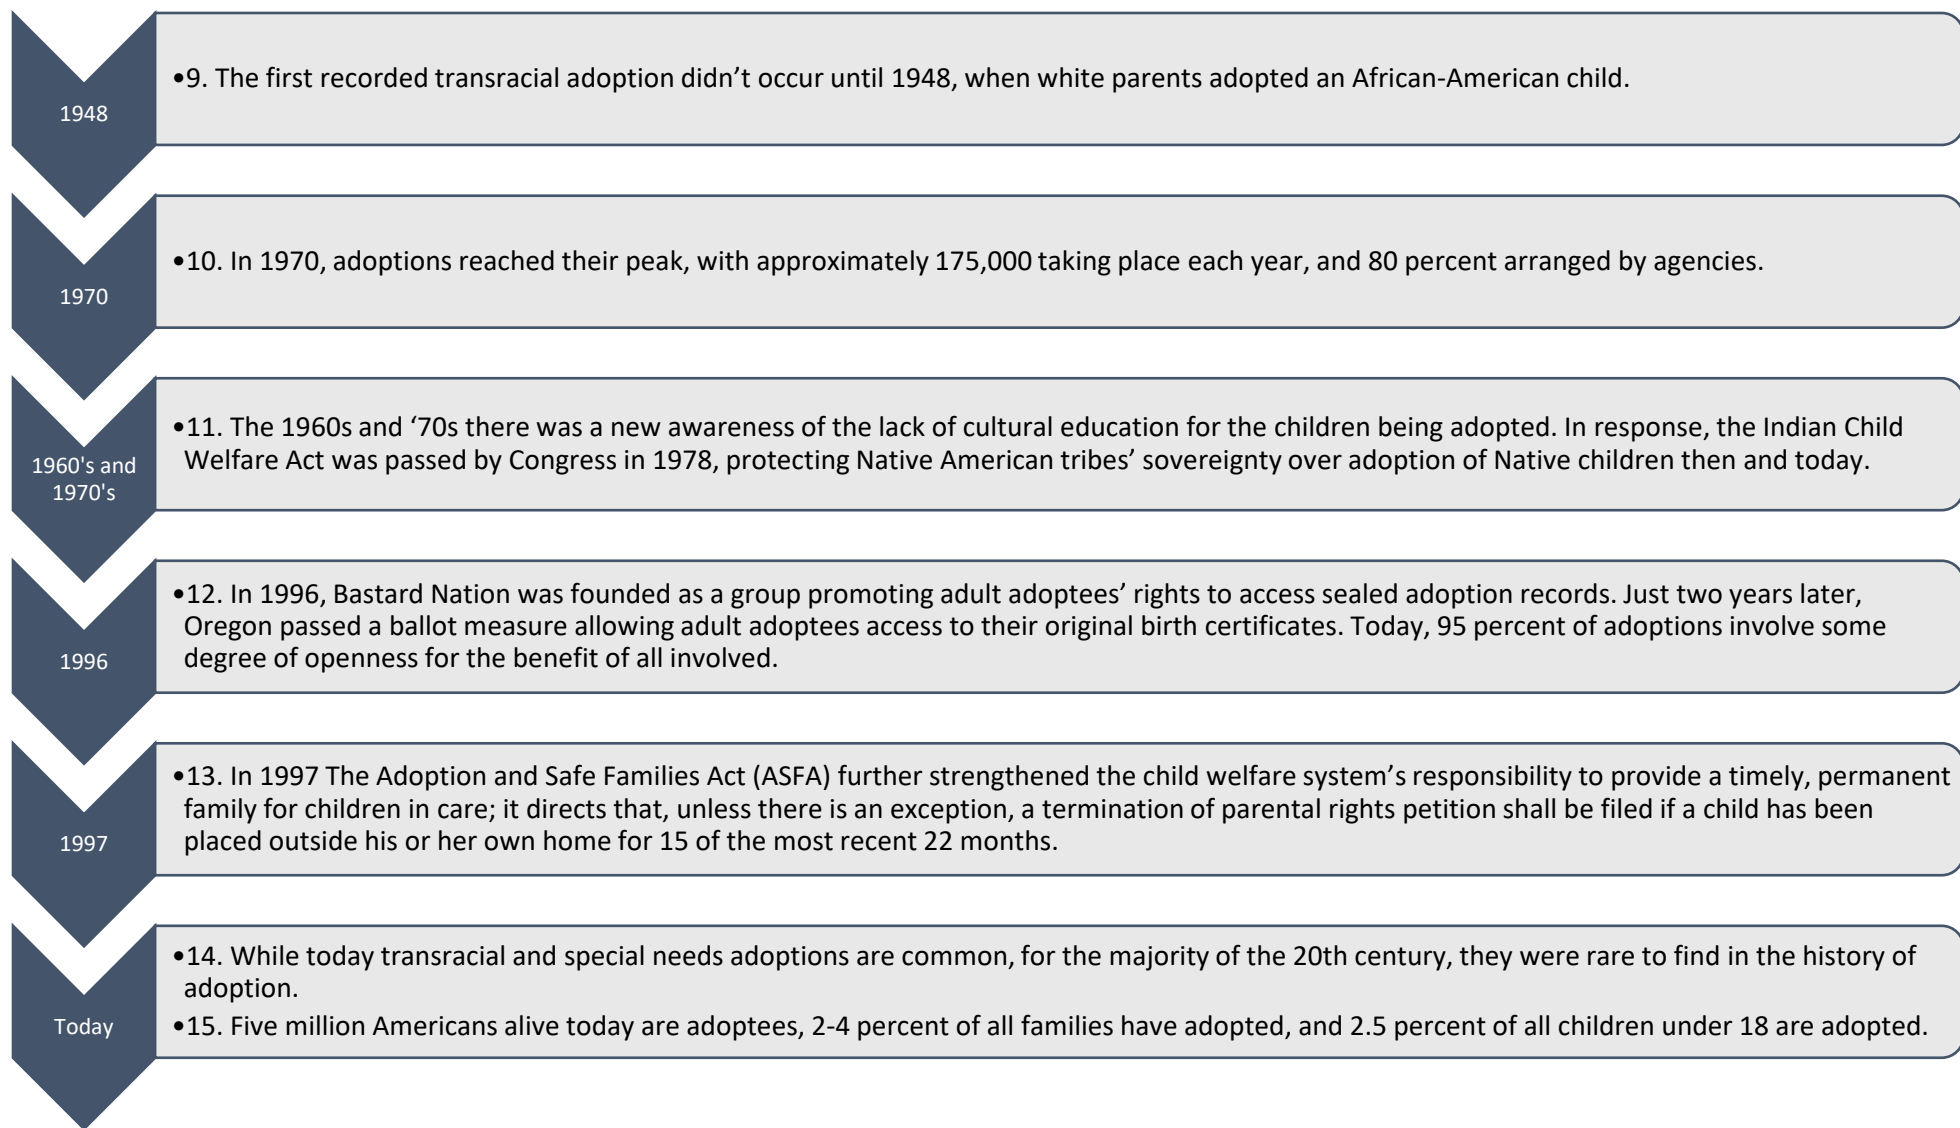 1948
•9. The first recorded transracial adoption didn’t occur until 1948, when white parents adopted an African-American child.
1970
•10. In 1970, adoptions reached their peak, with approximately 175,000 taking place each year, and 80 percent arranged by agencies.
1960's and
1970's
•11. The 1960s and ‘70s there was a new awareness of the lack of cultural education for the children being adopted. In response, the Indian Child
Welfare Act was passed by Congress in 1978, protecting Native American tribes’ sovereignty over adoption of Native children then and today.
1996
•12. In 1996, Bastard Nation was founded as a group promoting adult adoptees’ rights to access sealed adoption records. Just two years later,
Oregon passed a ballot measure allowing adult adoptees access to their original birth certificates. Today, 95 percent of adoptions involve some
degree of openness for the benefit of all involved.
1997
•13. In 1997 The Adoption and Safe Families Act (ASFA) further strengthened the child welfare system’s responsibility to provide a timely, permanent
family for children in care; it directs that, unless there is an exception, a termination of parental rights petition shall be filed if a child has been
placed outside his or her own home for 15 of the most recent 22 months.
Today
•14. While today transracial and special needs adoptions are common, for the majority of the 20th century, they were rare to find in the history of
adoption.
•15. Five million Americans alive today are adoptees, 2-4 percent of all families have adopted, and 2.5 percent of all children under 18 are adopted.